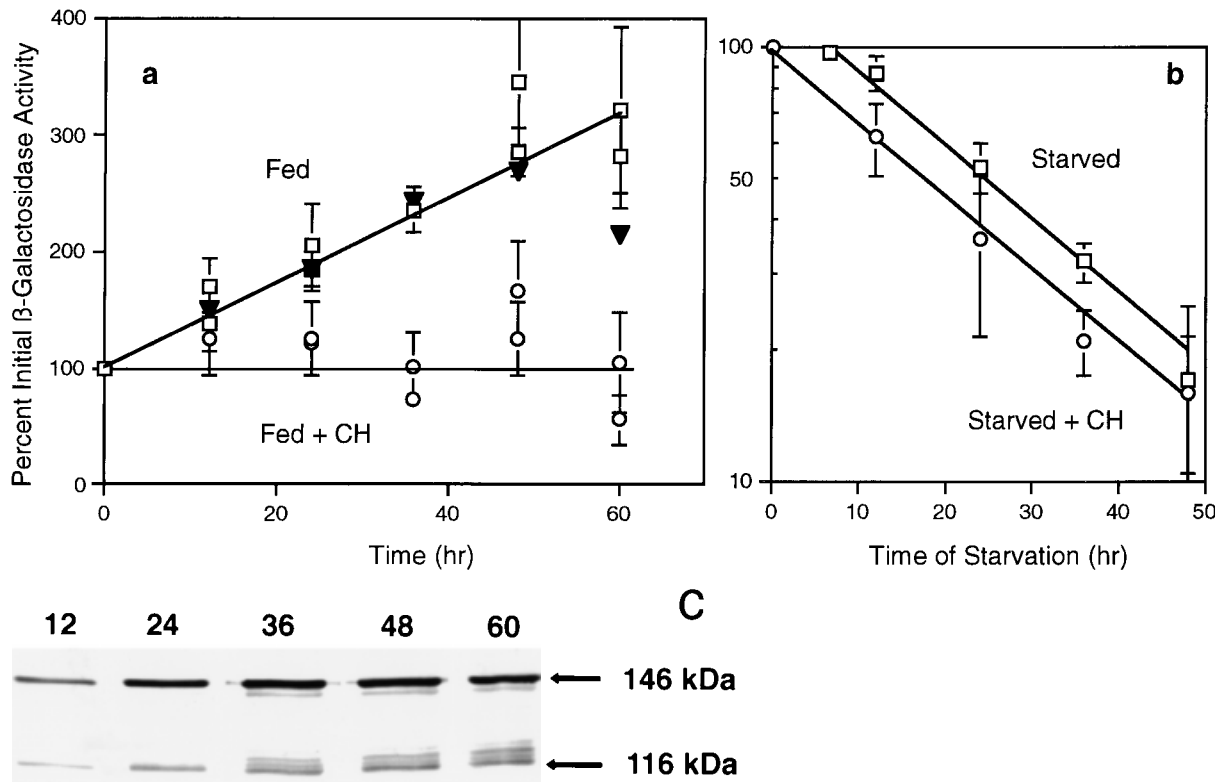 Percent Initial ß-Galactosidase Activity
400
300
200
100
0
a
Fed
Fed + CH
0 20 40 60
Time (hr)
100
50
10
b
Starved
Starved + CH
0 10 20 30 40 50
Time of Starvation (hr)
C
12 24 36 48 60
146 kDa
116 kDa